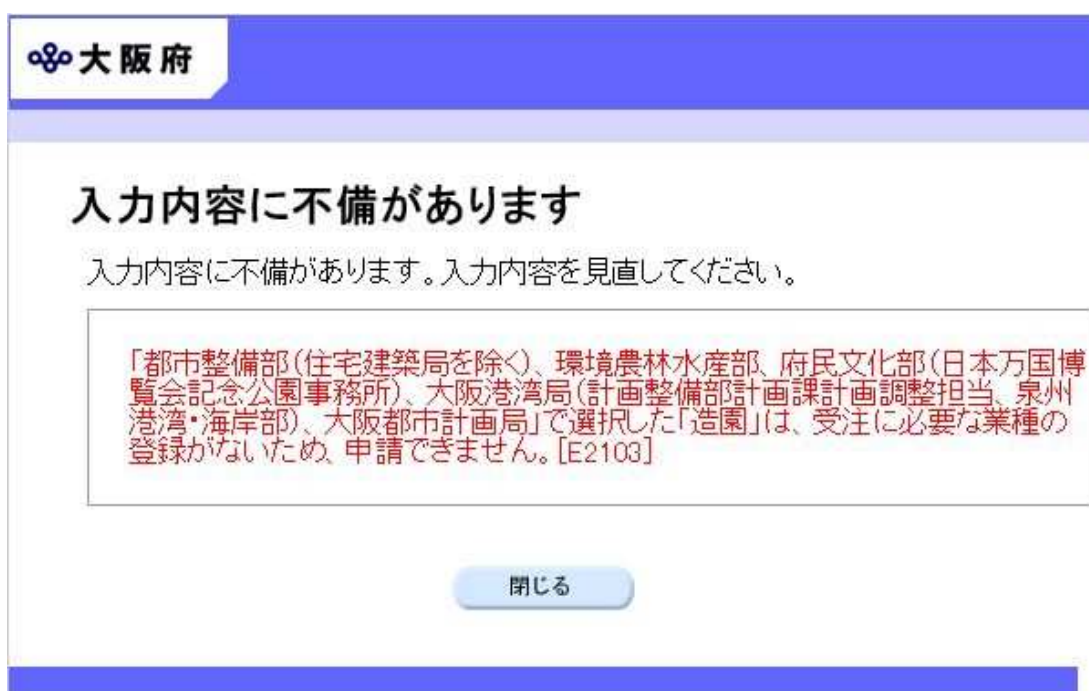 大阪府
入力内容に不備があります
入力内容に不備があります。入力内容を見直してください。
「都市整備部(住宅建築局を除く)、環境農林水産部、府民文化部(日本万国博
覧会記念公園事務所)、大阪港湾局(計画整備部計画課計画調整担当、泉州
港湾・海岸部)、大阪都市計画局」で選択した「造園」は、受注に必要な業種の
登録がないため、申請できません。[E2103]
閉じる